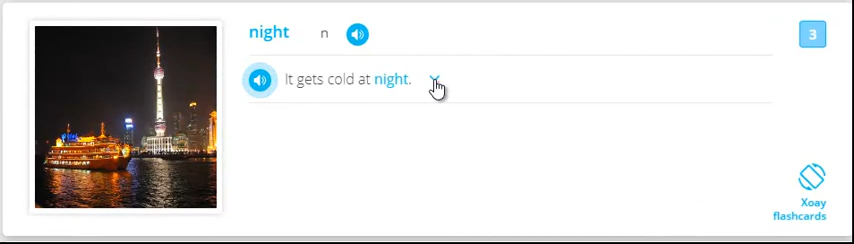 night n
3
It gets cold at night.
Xoay
flashcards